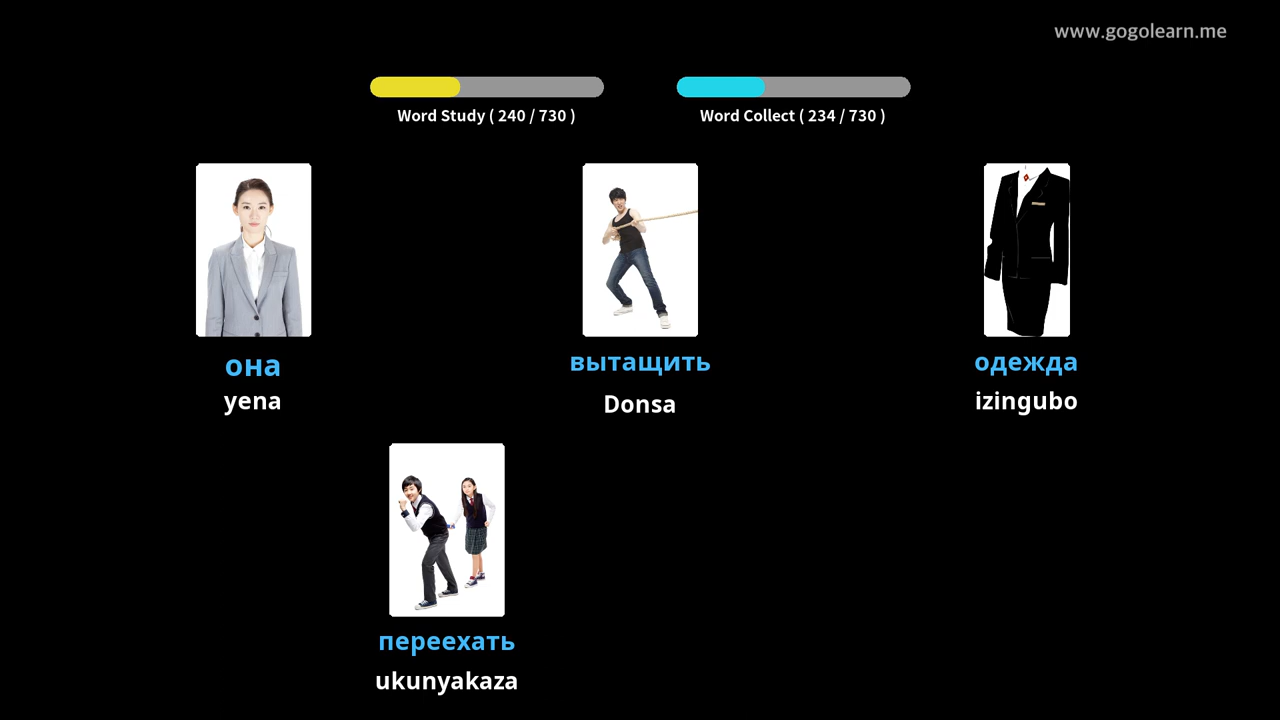 www.gogolearn.me
Word Study ( 240 / 730 )
Word Collect ( 234 / 730 )
она
yena
вытащить
Donsa
одежда
izingubo
переехать
ukunyakaza